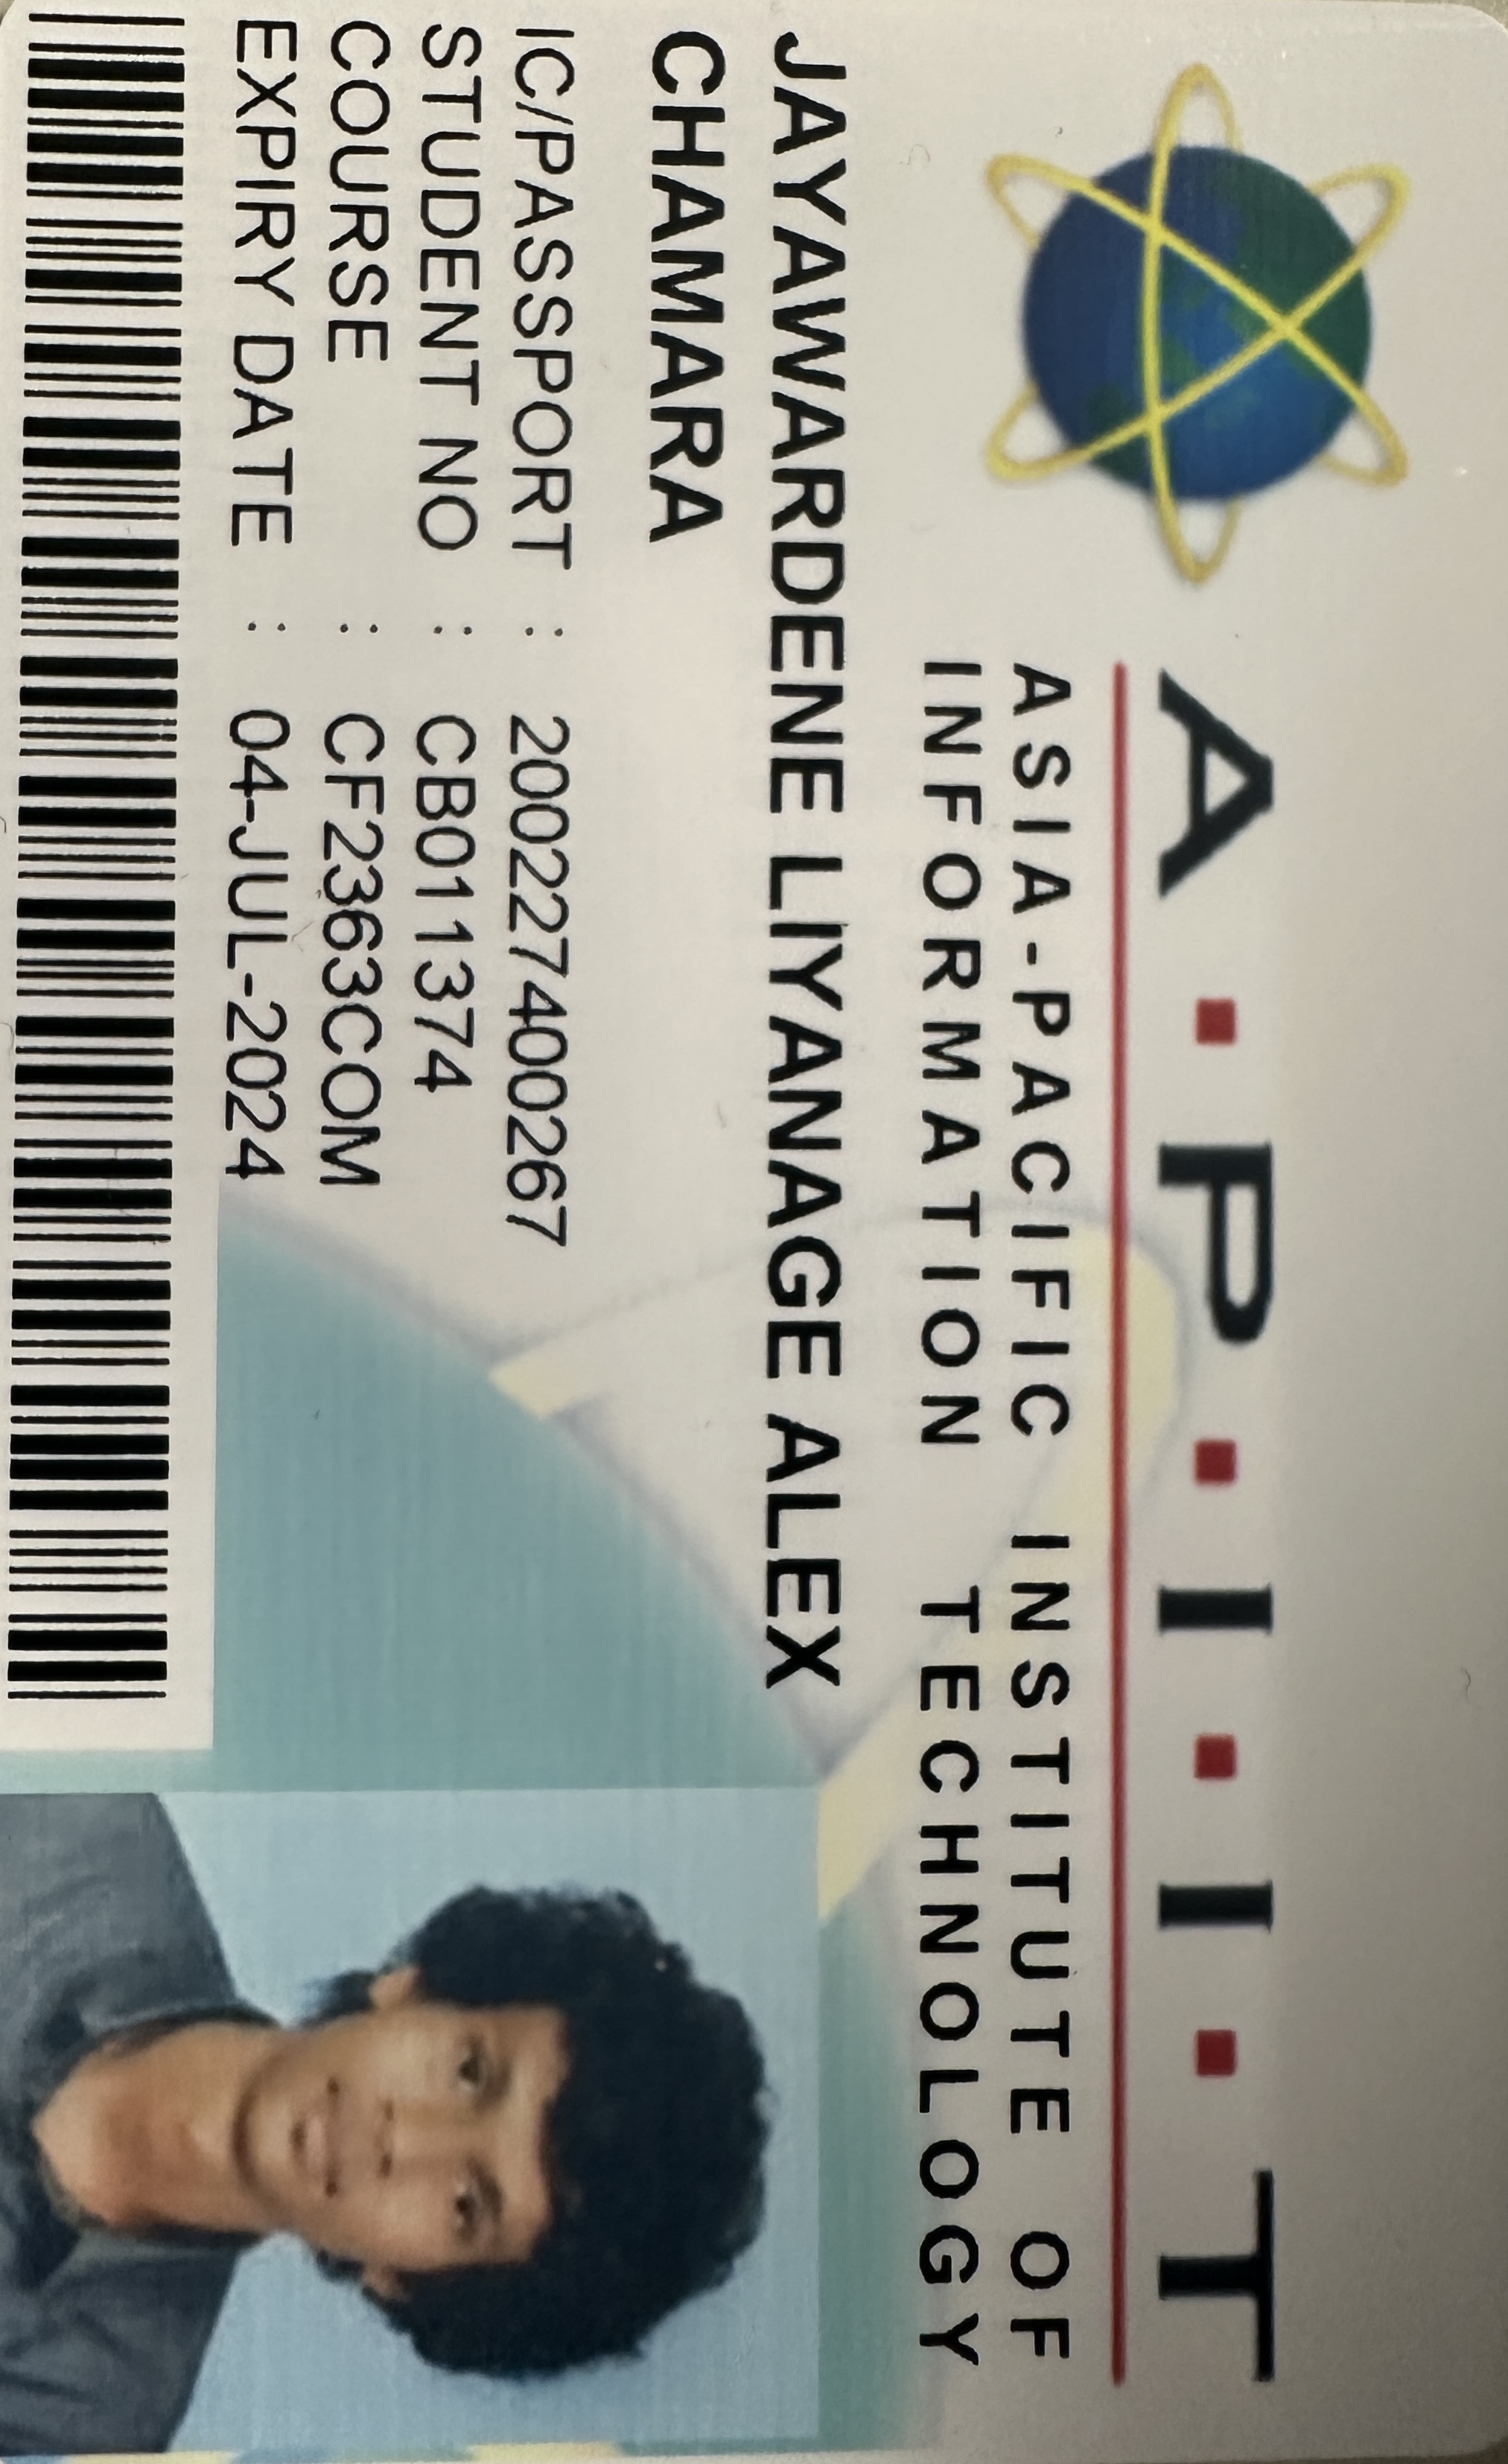 A.P.I.I.T
ASIA-PACIFIC INSTITUTE OF
INFORMATION TECHNOLOGY
JAYAWARDENE LIYANAGE ALEX
CHAMARA
IC/PASSPORT : 200227400267
STUDENT NO : CB011374
COURSE : CF2363COM
EXPIRY DATE : 04-JUL-2024